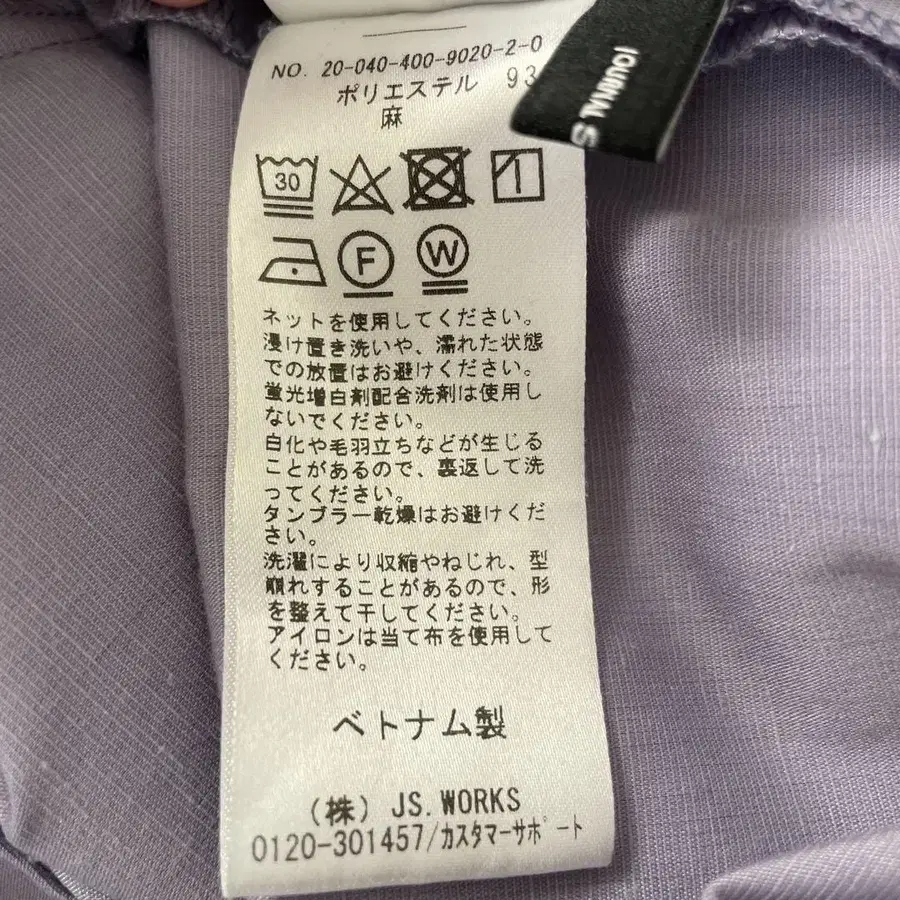 NO. 20-040-400-9020-2-0
ポリエステル 93
麻
30
F
W
ネットを使用してください。
浸け置き洗いや、濡れた状態
での放置はお避けください。
蛍光増白剤配合洗剤は使用し
ないでください。
白化や毛羽立ちなどが生じる
ことがあるので、裏返して洗
ってください。
タンブラー乾燥はお避けくだ
さい。
洗濯により収縮やねじれ、型
崩れすることがあるので、形
を整えて干してください。
アイロンは当て布を使用して
ください。
ベトナム製
(株) JS.WORKS
0120-301457/カスタマーサポート
JOURNAL S